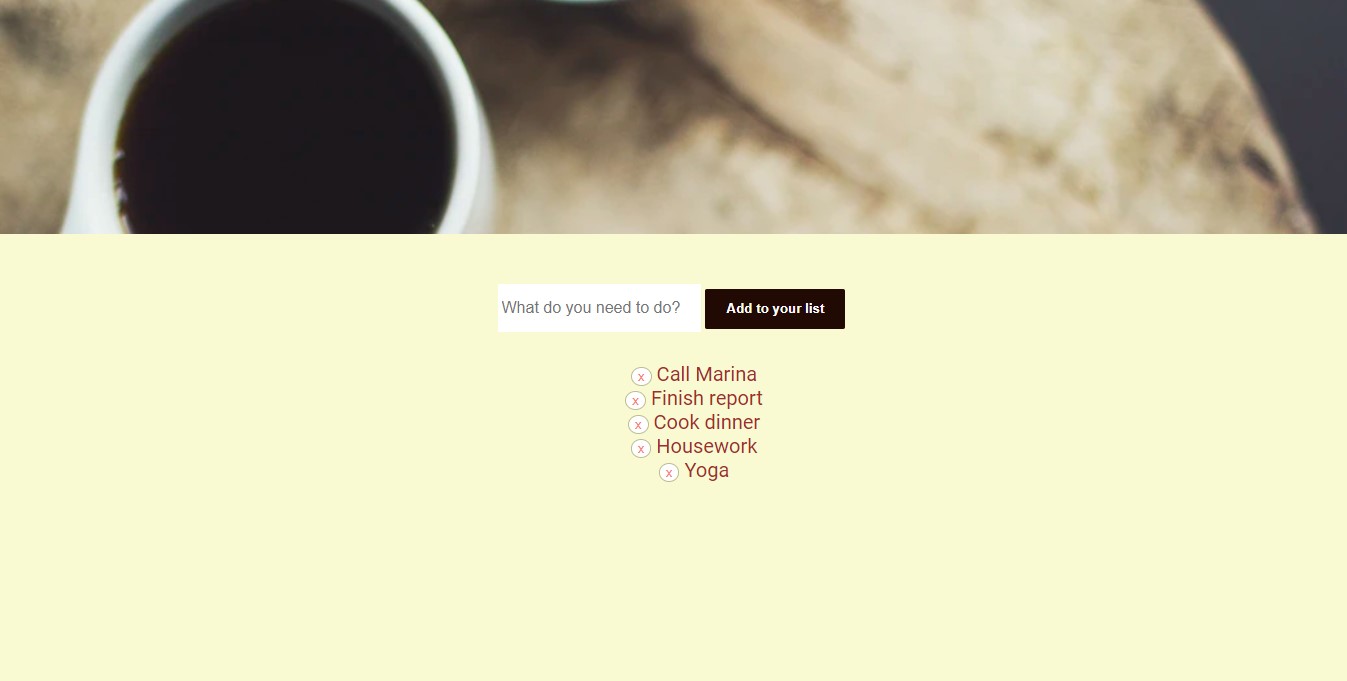 What do you need to do? Add to your list
x Call Marina
x Finish report
x Cook dinner
x Housework
x Yoga